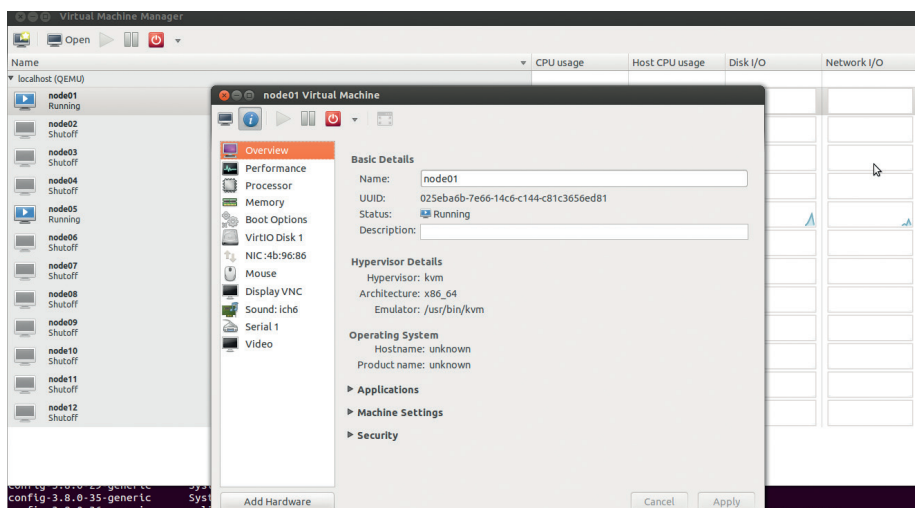 Virtual Machine Manager
Open
Name CPU usage Host CPU usage Disk I/O Network I/O
localhost (QEMU)
node01
Running
node02
Shutoff
node03
Shutoff
node04
Shutoff
node05
Running
node06
Shutoff
node07
Shutoff
node08
Shutoff
node09
Shutoff
node10
Shutoff
node11
Shutoff
node12
Shutoff
node01 Virtual Machine
Overview
Performance
Processor
Memory
Boot Options
VirtIO Disk 1
NIC :4b:96:86
Mouse
Display VNC
Sound: ich6
Serial 1
Video
Add Hardware
Basic Details
Name: node01
UUID: 025eba6b-7e66-14c6-c144-c81c3656ed81
Status: Running
Description:
Hypervisor Details
Hypervisor: kvm
Architecture: x86_64
Emulator: /usr/bin/kvm
Operating System
Hostname: unknown
Product name: unknown
Applications
Machine Settings
Security
Cancel Apply
config-3.8.0-35-generic Syst